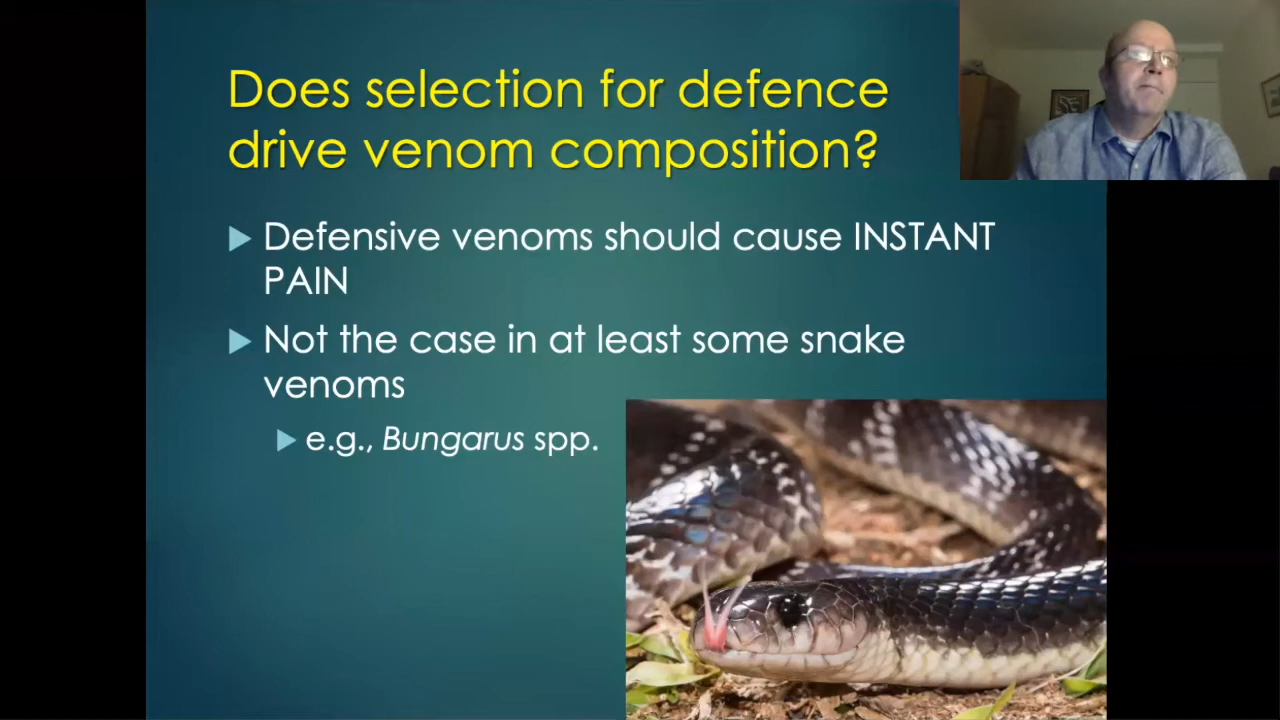 Does selection for defence
drive venom composition?
Defensive venoms should cause INSTANT
PAIN
Not the case in at least some snake
venoms
e.g., Bungarus spp.